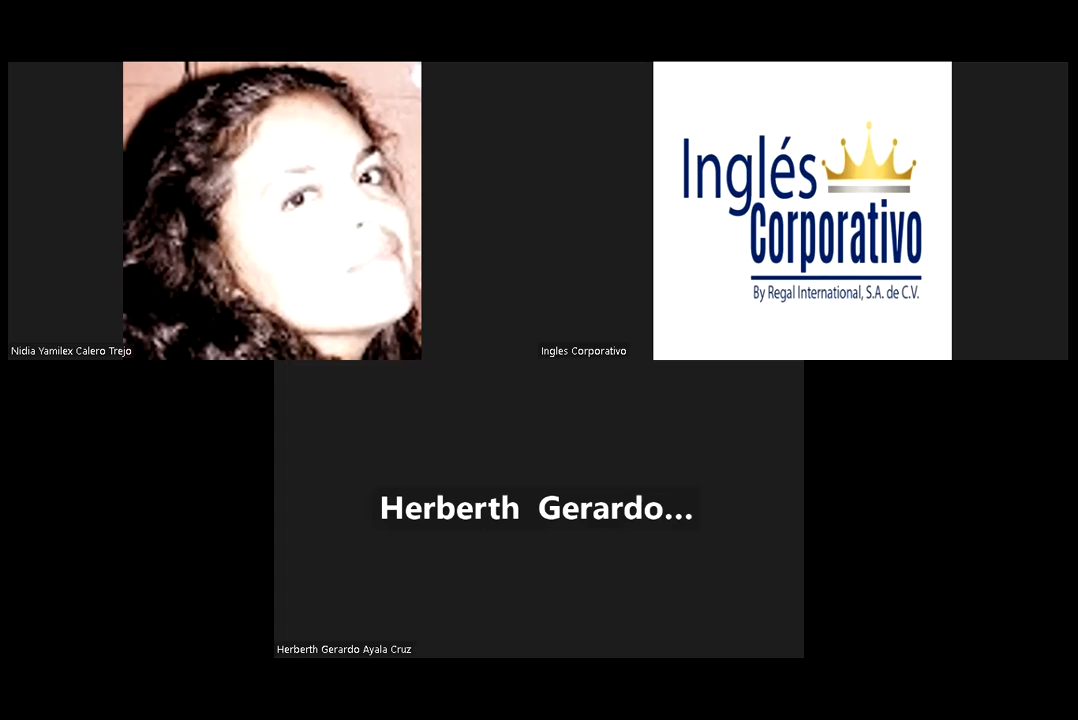 Nidia Yamilex Calero Trejo
Inglés
Corporativo
By Regal International, S.A. de C.V.
Ingles Corporativo
Herberth Gerardo...
Herberth Gerardo Ayala Cruz